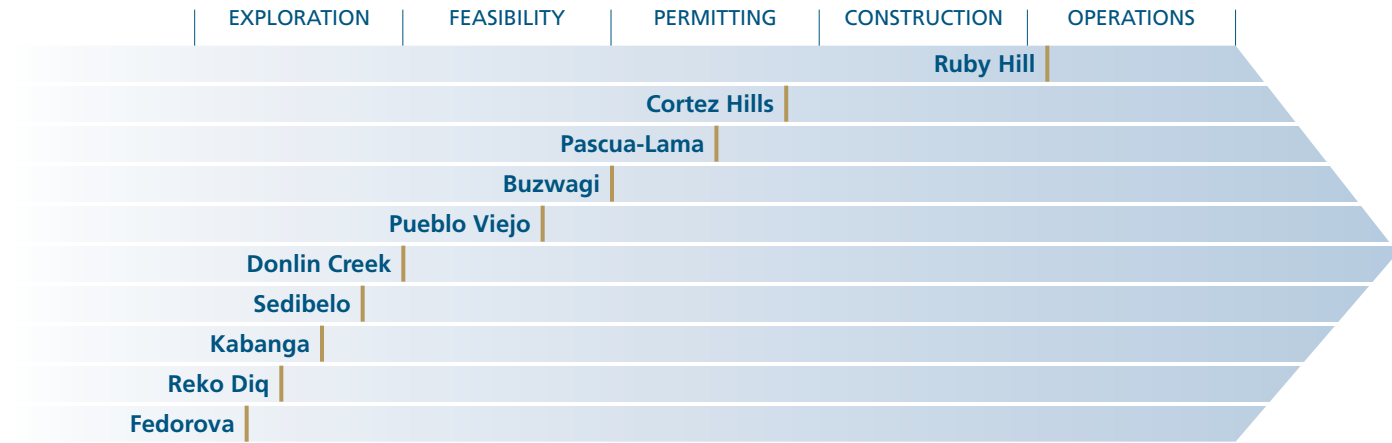 EXPLORATION FEASIBILITY PERMITTING CONSTRUCTION OPERATIONS
Ruby Hill
Cortez Hills
Pascua-Lama
Buzwagi
Pueblo Viejo
Donlin Creek
Sedibelo
Kabanga
Reko Diq
Fedorova